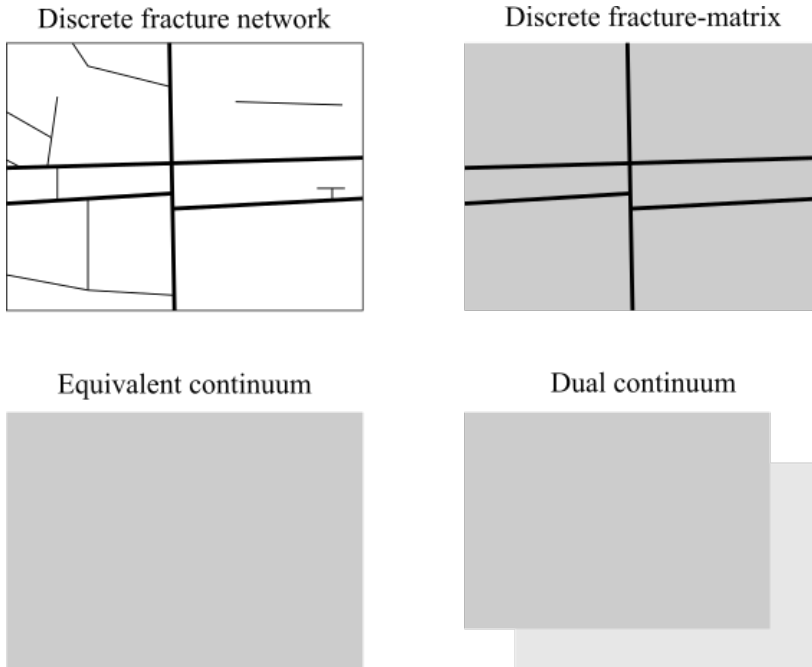 Discrete fracture network
Discrete fracture-matrix
Equivalent continuum
Dual continuum